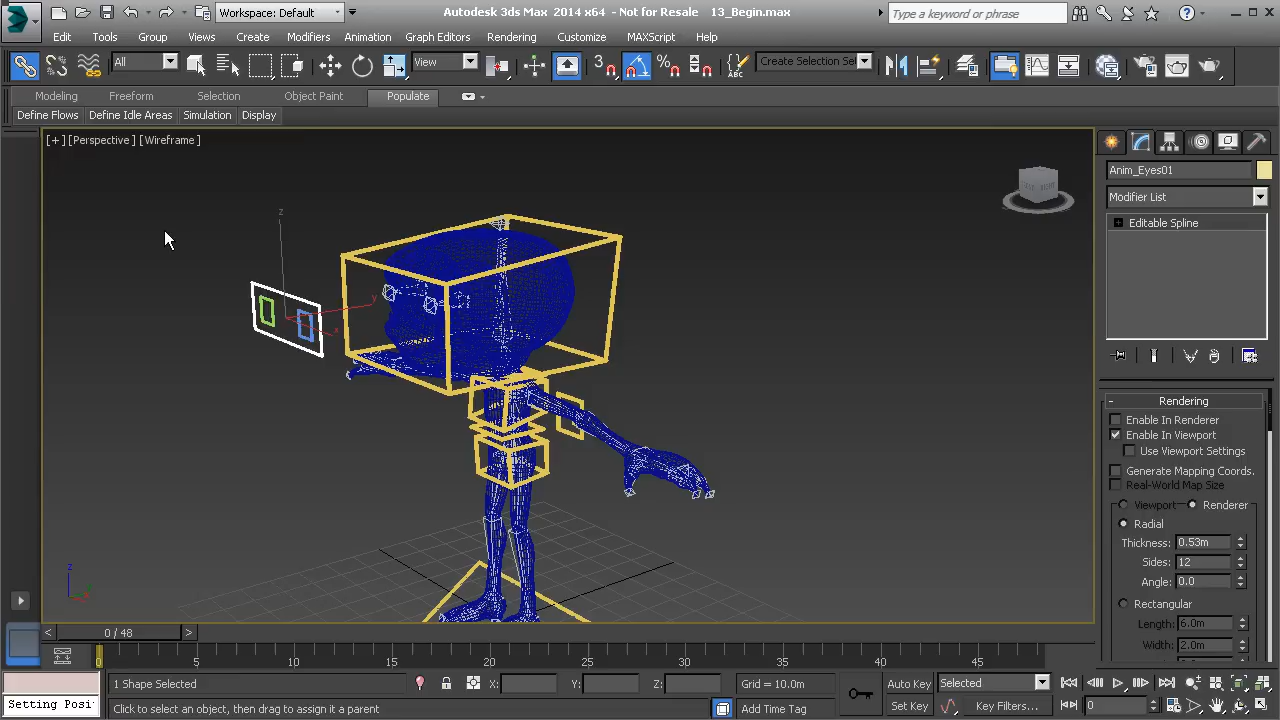 Workspace: Default
Autodesk 3ds Max 2014 x64 - Not for Resale 13_Begin.max
Type a keyword or phrase
Edit Tools Group Views Create Modifiers Animation Graph Editors Rendering Customize MAXScript Help
All View 3 Create Selection Se
Modeling Freeform Selection Object Paint Populate
Define Flows Define Idle Areas Simulation Display
[+] [Perspective ] [Wireframe ]
Anim_Eyes01
Modifier List
Editable Spline
z
y
x
Rendering
Enable In Renderer
Enable In Viewport
Use Viewport Settings
Generate Mapping Coords.
Real-World Map Size
Viewport Renderer
Radial
Thickness: 0.53m
Sides: 12
Angle: 0.0
Rectangular
Length: 6.0m
Width: 2.0m
z
< 0 / 48 >
0 5 10 15 20 25 30 35 40 45
1 Shape Selected X: Y: Z: Grid = 10.0m Auto Key Selected
Setting Posi Click to select an object, then drag to assign it a parent Add Time Tag Set Key Key Filters... 0